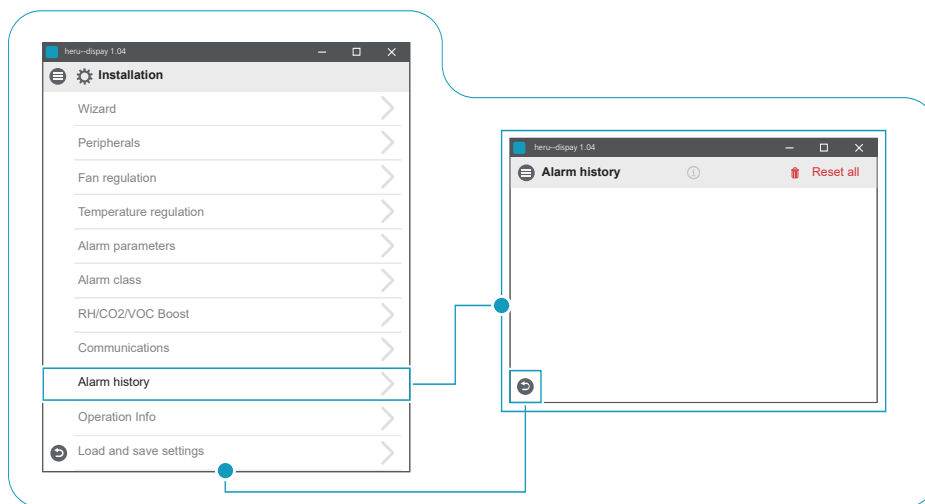 heru--dispay 1.04
Installation
Wizard
Peripherals
Fan regulation
Temperature regulation
Alarm parameters
Alarm class
RH/CO2/VOC Boost
Communications
Alarm history
Operation Info
Load and save settings
heru--dispay 1.04
Alarm history Reset all